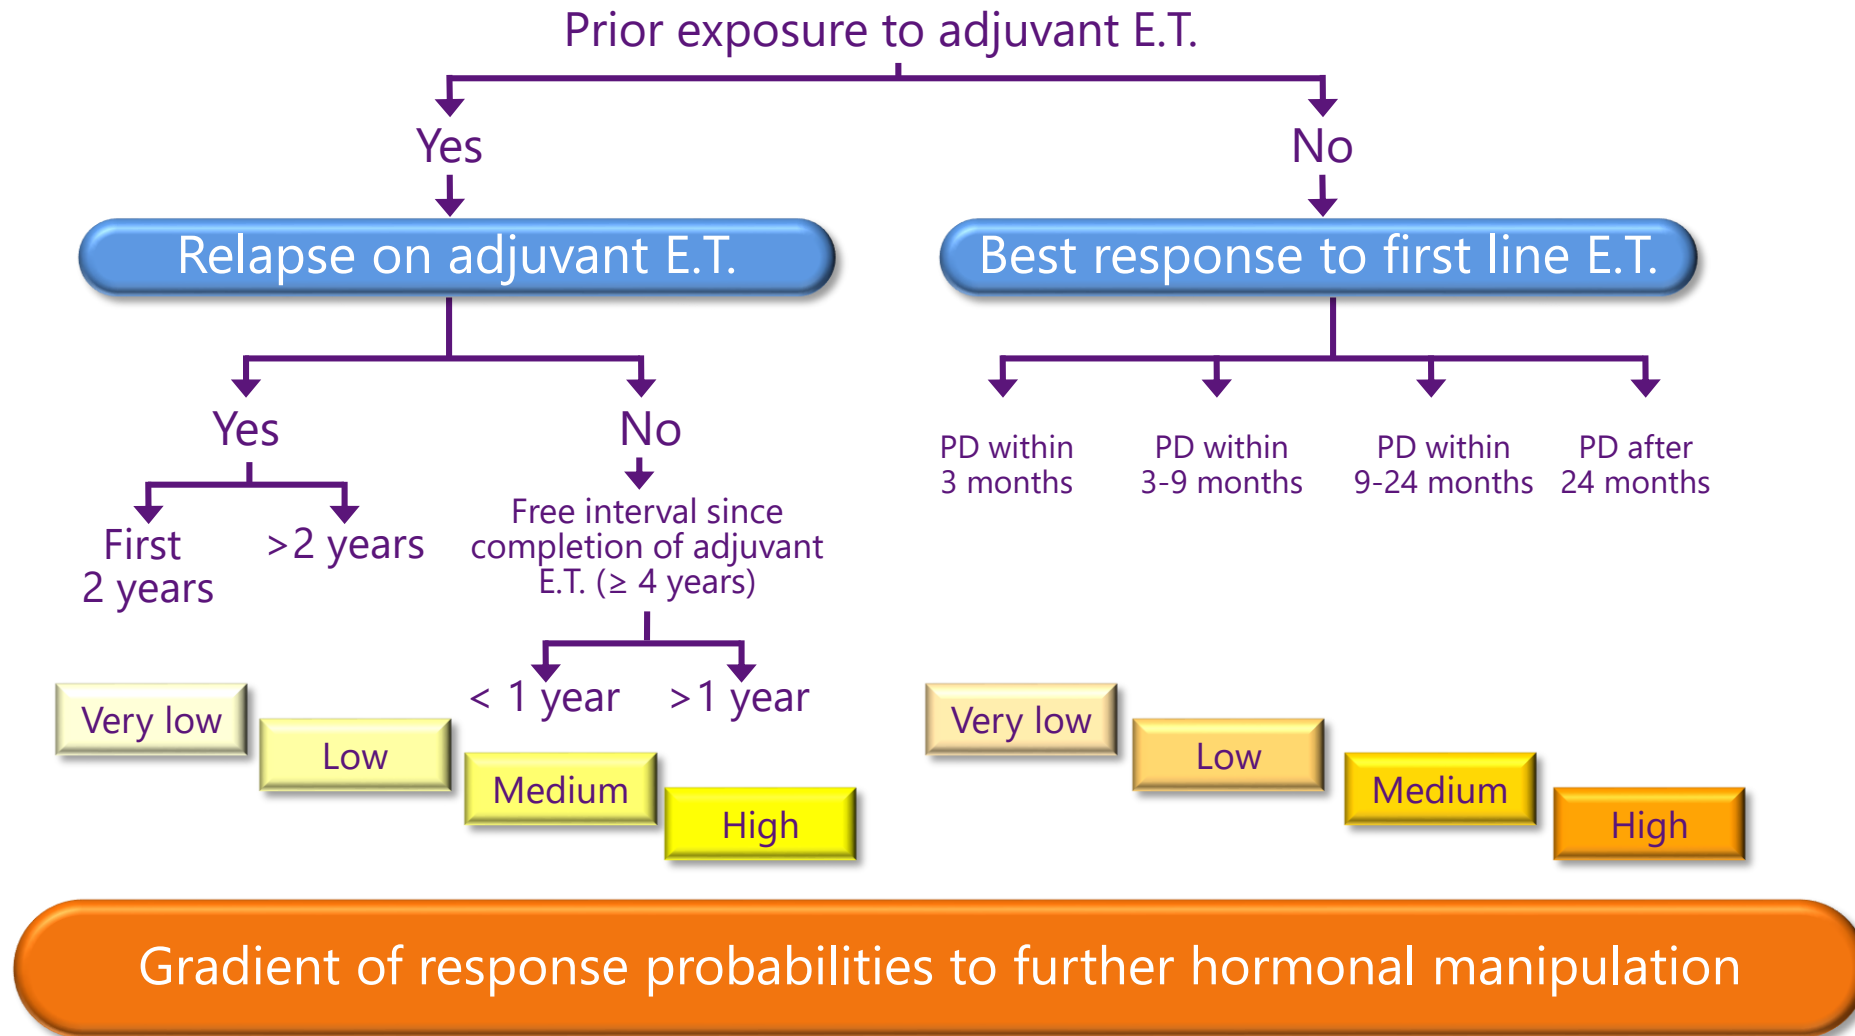 Prior exposure to adjuvant E.T.
Yes
No
Relapse on adjuvant E.T.
Best response to first line E.T.
Yes
No
First
2 years
>2 years
Free interval since
completion of adjuvant
E.T. (≥ 4 years)
< 1 year
>1 year
PD within
3 months
PD within
3-9 months
PD within
9-24 months
PD after
24 months
Very low
Low
Medium
High
Very low
Low
Medium
High
Gradient of response probabilities to further hormonal manipulation